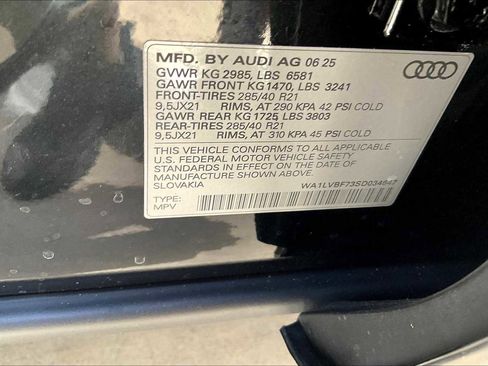 MFD. BY AUDI AG 06 25
GVWR KG 2985, LBS 6581
GAWR FRONT KG1470, LBS 3241
FRONT-TIRES 285/40 R21
9,5JX21 RIMS, AT 290 KPA 42 PSI COLD
GAWR REAR KG 1725, LBS 3803
REAR-TIRES 285/40 R21
9,5JX21 RIMS, AT 310 KPA 45 PSI COLD
THIS VEHICLE CONFORMS TO ALL APPLICABLE
U.S. FEDERAL MOTOR VEHICLE SAFETY
STANDARDS IN EFFECT ON THE DATE OF
MANUFACTURE SHOWN ABOVE.
SLOVAKIA WA1LVBF73SD034847
TYPE:
MPV